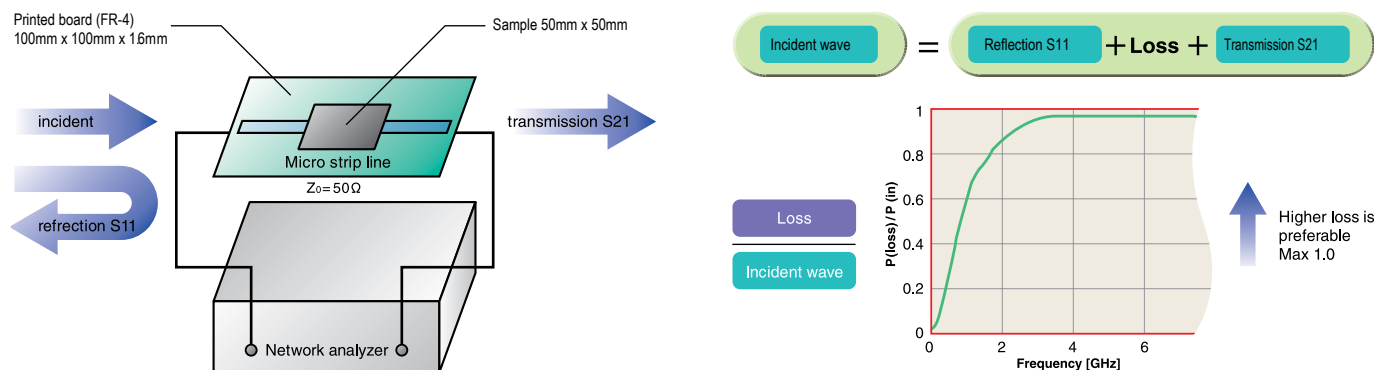 Printed board (FR-4)
100mm x 100mm x 1.6mm
Sample 50mm x 50mm
incident
transmission S21
Micro strip line
Z0=50Ω
refrection S11
Network analyzer
Incident wave = Reflection S11 + Loss + Transmission S21
Loss
Incident wave
P(loss) / P (in)
1
0.8
0.6
0.4
0.2
0
0 2 4 6
Frequency [GHz]
Higher loss is
preferable
Max 1.0